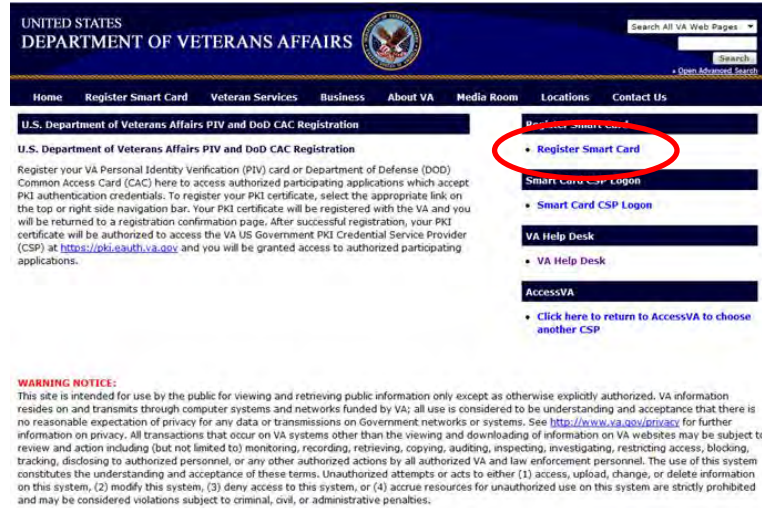 UNITED STATES
DEPARTMENT OF VETERANS AFFAIRS
Search All VA Web Pages
Search
Open Advanced Search
Home Register Smart Card Veteran Services Business About VA Media Room Locations Contact Us
U.S. Department of Veterans Affairs PIV and DoD CAC Registration
U.S. Department of Veterans Affairs PIV and DoD CAC Registration
Register your VA Personal Identity Verification (PIV) card or Department of Defense (DOD)
Common Access Card (CAC) here to access authorized participating applications which accept
PKI authentication credentials. To register your PKI certificate, select the appropriate link on
the top or right side navigation bar. Your PKI certificate will be registered with the VA and you
will be returned to a registration confirmation page. After successful registration, your PKI
certificate will be authorized to access the VA US Government PKI Credential Service Provider
(CSP) at https://pki.eauth.va.gov and you will be granted access to authorized participating
applications.
Register Smart Card
• Register Smart Card
Smart Card CSP Logon
• Smart Card CSP Logon
VA Help Desk
• VA Help Desk
AccessVA
• Click here to return to AccessVA to choose
another CSP
WARNING NOTICE:
This site is intended for use by the public for viewing and retrieving public information only except as otherwise explicitly authorized. VA information
resides on and transmits through computer systems and networks funded by VA; all use is considered to be understanding and acceptance that there is
no reasonable expectation of privacy for any data or transmissions on Government networks or systems. See http://www.va.gov/privacy for further
information on privacy. All transactions that occur on VA systems other than the viewing and downloading of information on VA websites may be subject to
review and action including (but not limited to) monitoring, recording, retrieving, copying, auditing, inspecting, investigating, restricting access, blocking,
tracking, disclosing to authorized personnel, or any other authorized actions by all authorized VA and law enforcement personnel. The use of this system
constitutes the understanding and acceptance of these terms. Unauthorized attempts or acts to either (1) access, upload, change, or delete information
on this system, (2) modify this system, (3) deny access to this system, or (4) accrue resources for unauthorized use on this system are strictly prohibited
and may be considered violations subject to criminal, civil, or administrative penalties.